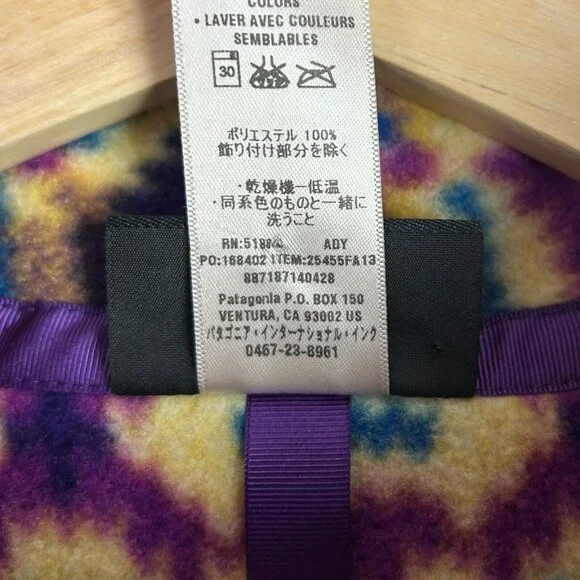 COLORS
• LAVER AVEC COULEURS
SEMBLABLES
30
ポリエステル 100%
飾り付け部分を除く
・乾燥機一低温
・同系色のものと一緒に
洗うこと
ADY
PO:168402 ITEM:25455FA13
887187140428
Patagonia P.O. BOX 150
VENTURA, CA 93002 US
パタゴニア・インターナショナル・インク
0467-23-8961